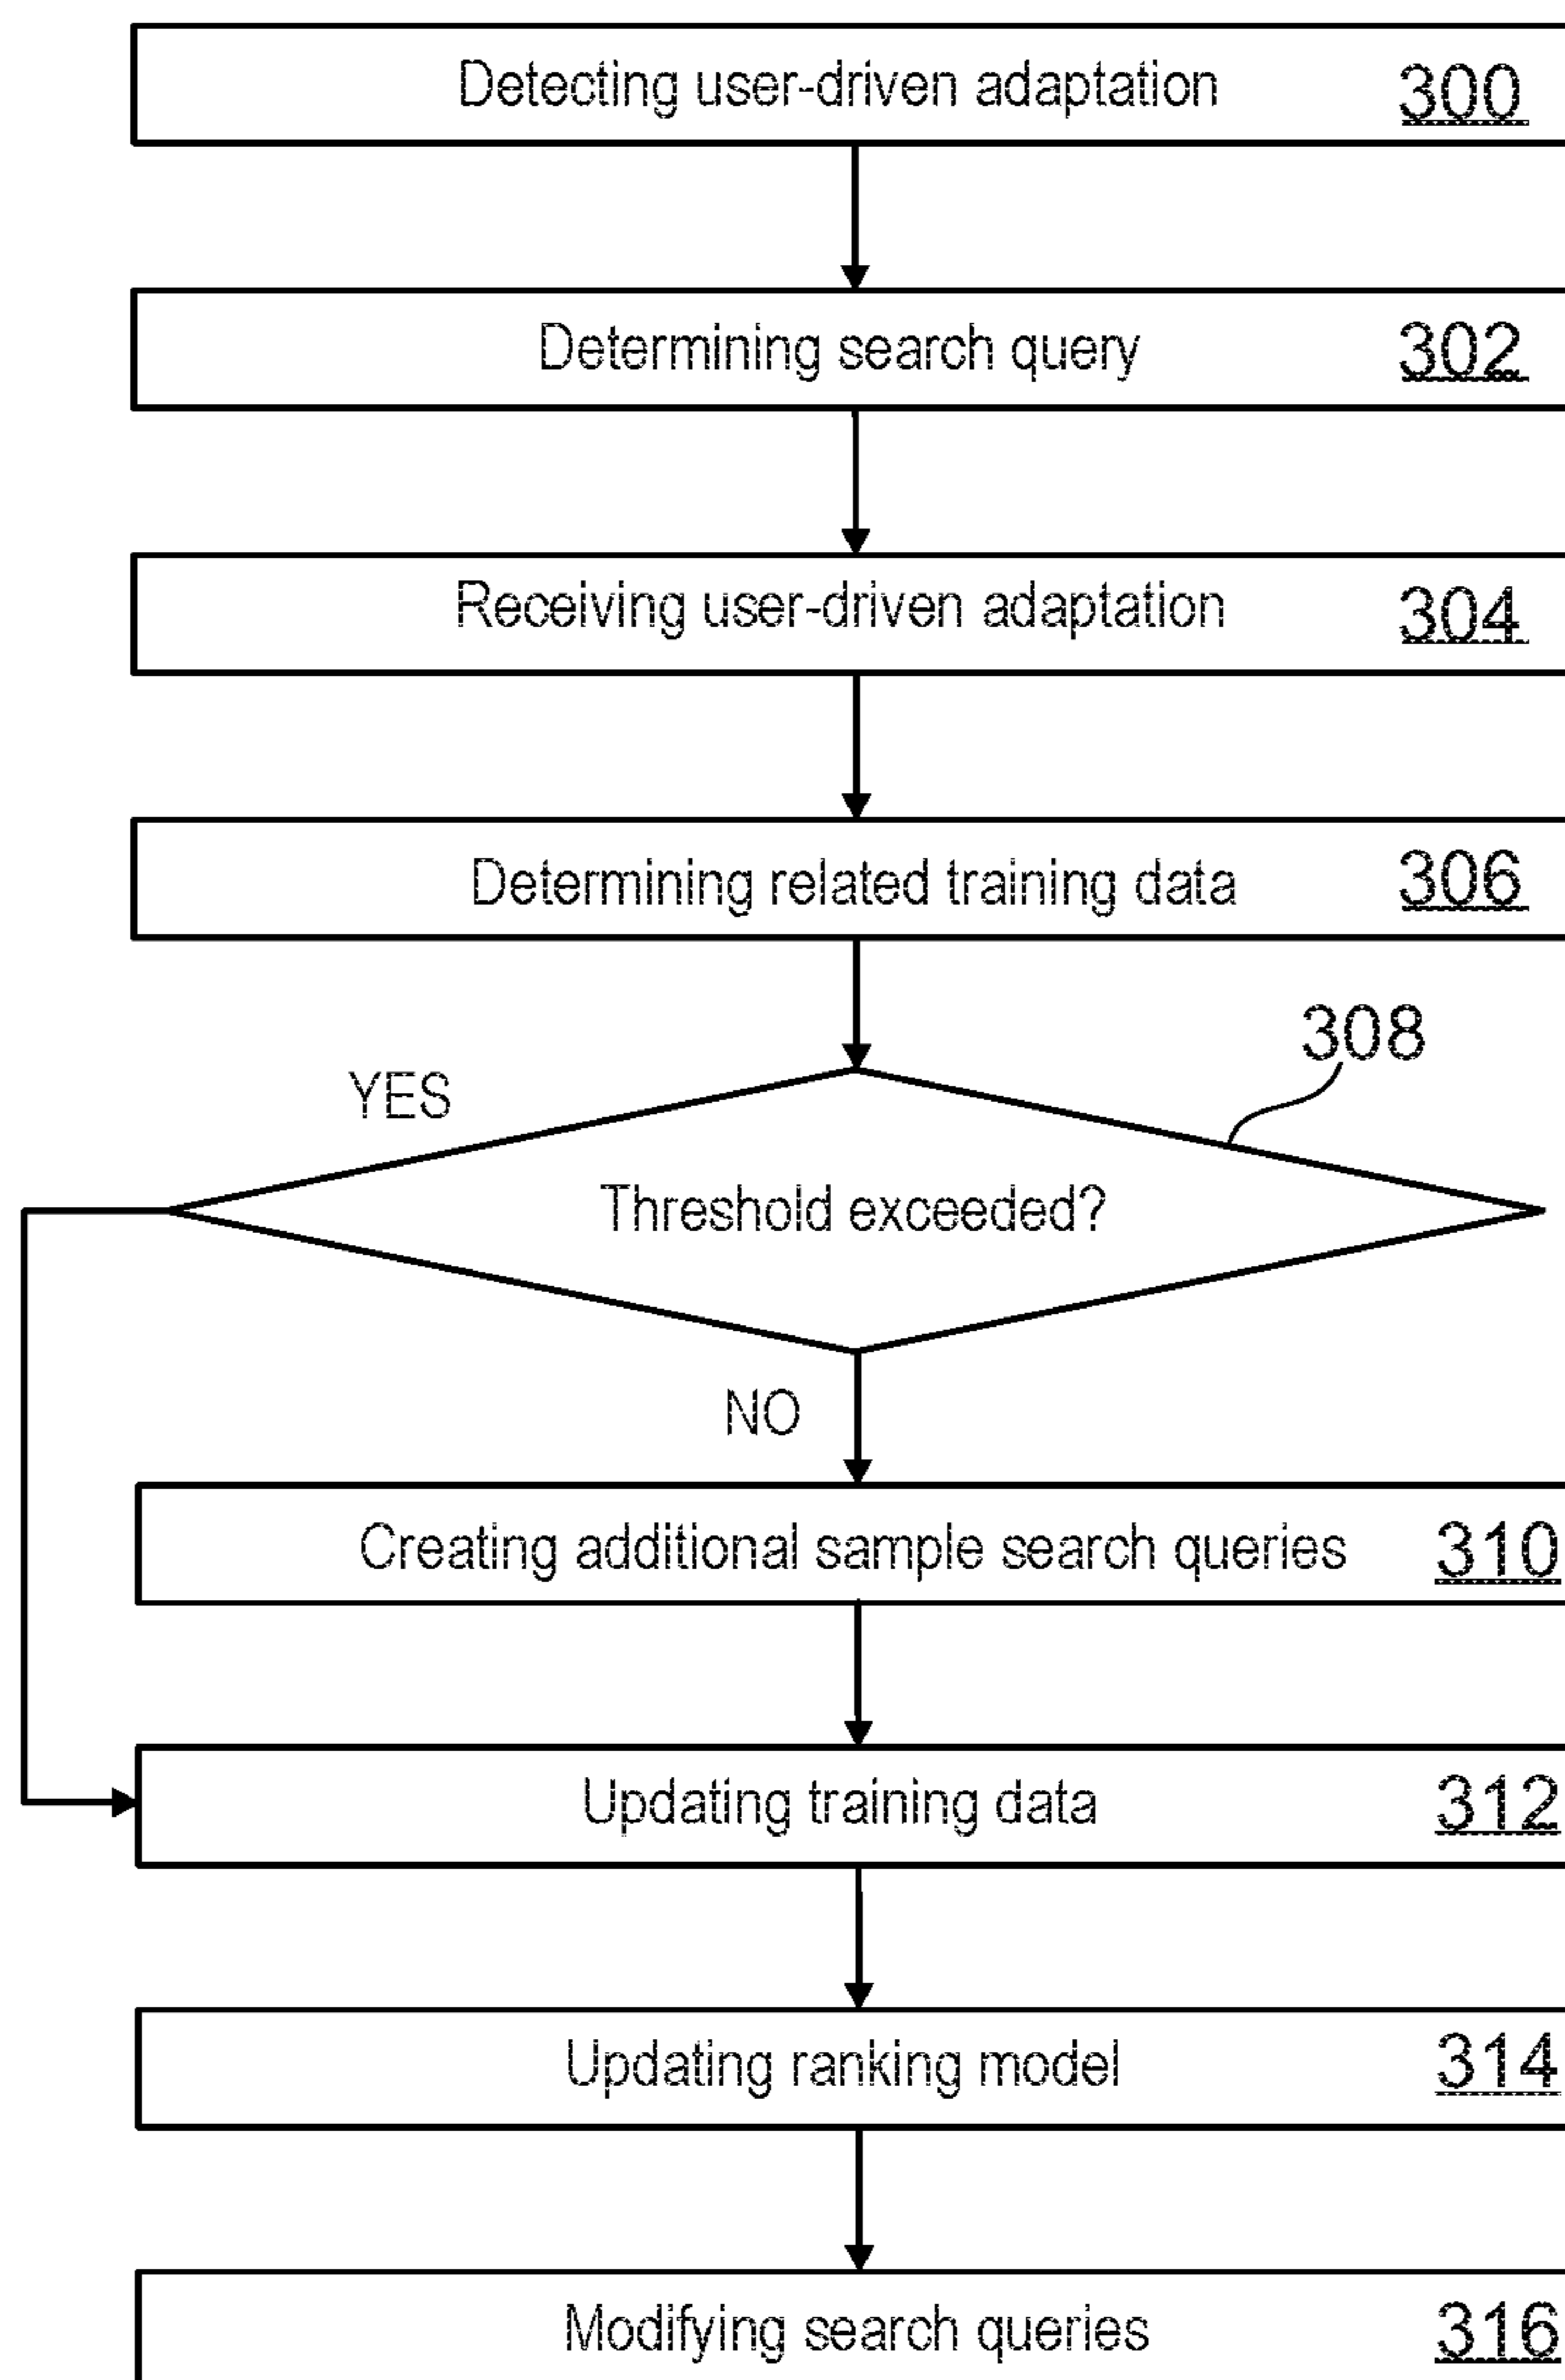 Detecting user-driven adaptation 300
Determining search query 302
Receiving user-driven adaptation 304
Determining related training data 306
308
YES
Threshold exceeded?
NO
Creating additional sample search queries 310
Updating training data 312
Updating ranking model 314
Modifying search queries 316